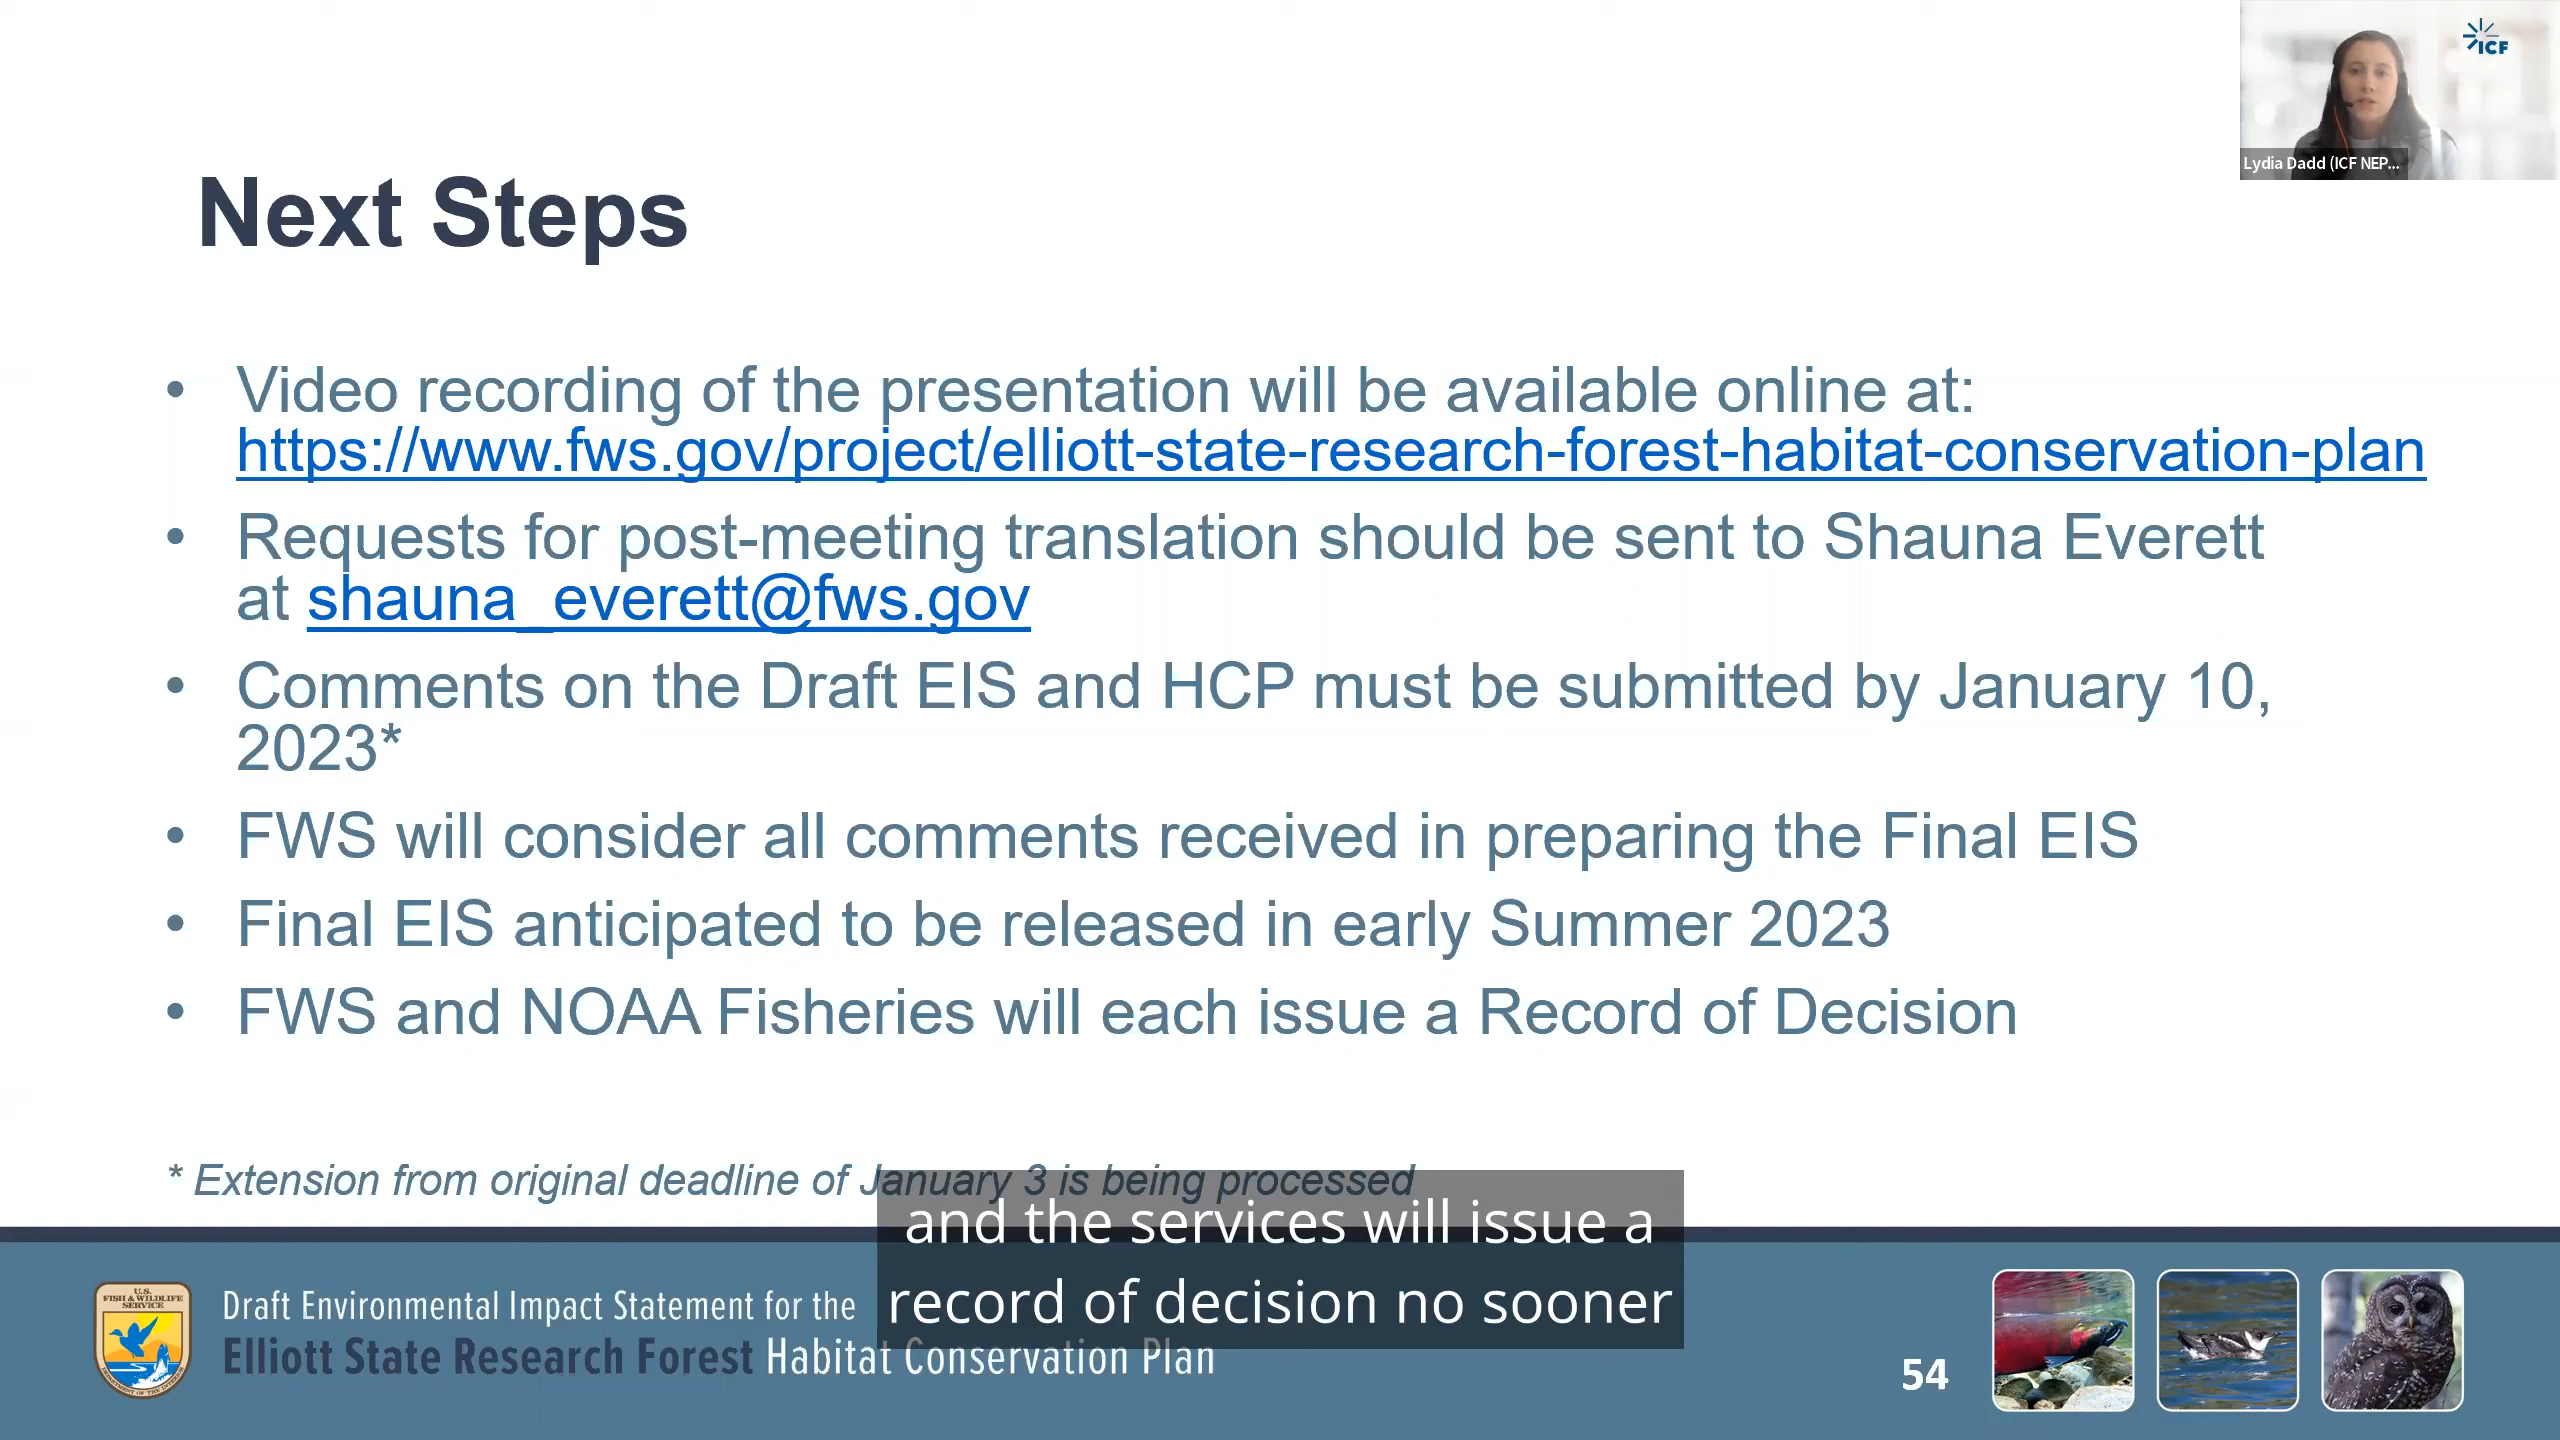 ICF
Lydia Dadd (ICF NEP...
Next Steps
• Video recording of the presentation will be available online at:
https://www.fws.gov/project/elliott-state-research-forest-habitat-conservation-plan
• Requests for post-meeting translation should be sent to Shauna Everett
at shauna_everett@fws.gov
• Comments on the Draft EIS and HCP must be submitted by January 10,
2023*
• FWS will consider all comments received in preparing the Final EIS
• Final EIS anticipated to be released in early Summer 2023
• FWS and NOAA Fisheries will each issue a Record of Decision
* Extension from original deadline of January 3 is being processed
and the services will issue a
record of decision no sooner
U.S.
FISH & WILDLIFE
SERVICE
DEPARTMENT OF THE INTERIOR
Draft Environmental Impact Statement for the
Elliott State Research Forest Habitat Conservation Plan
54